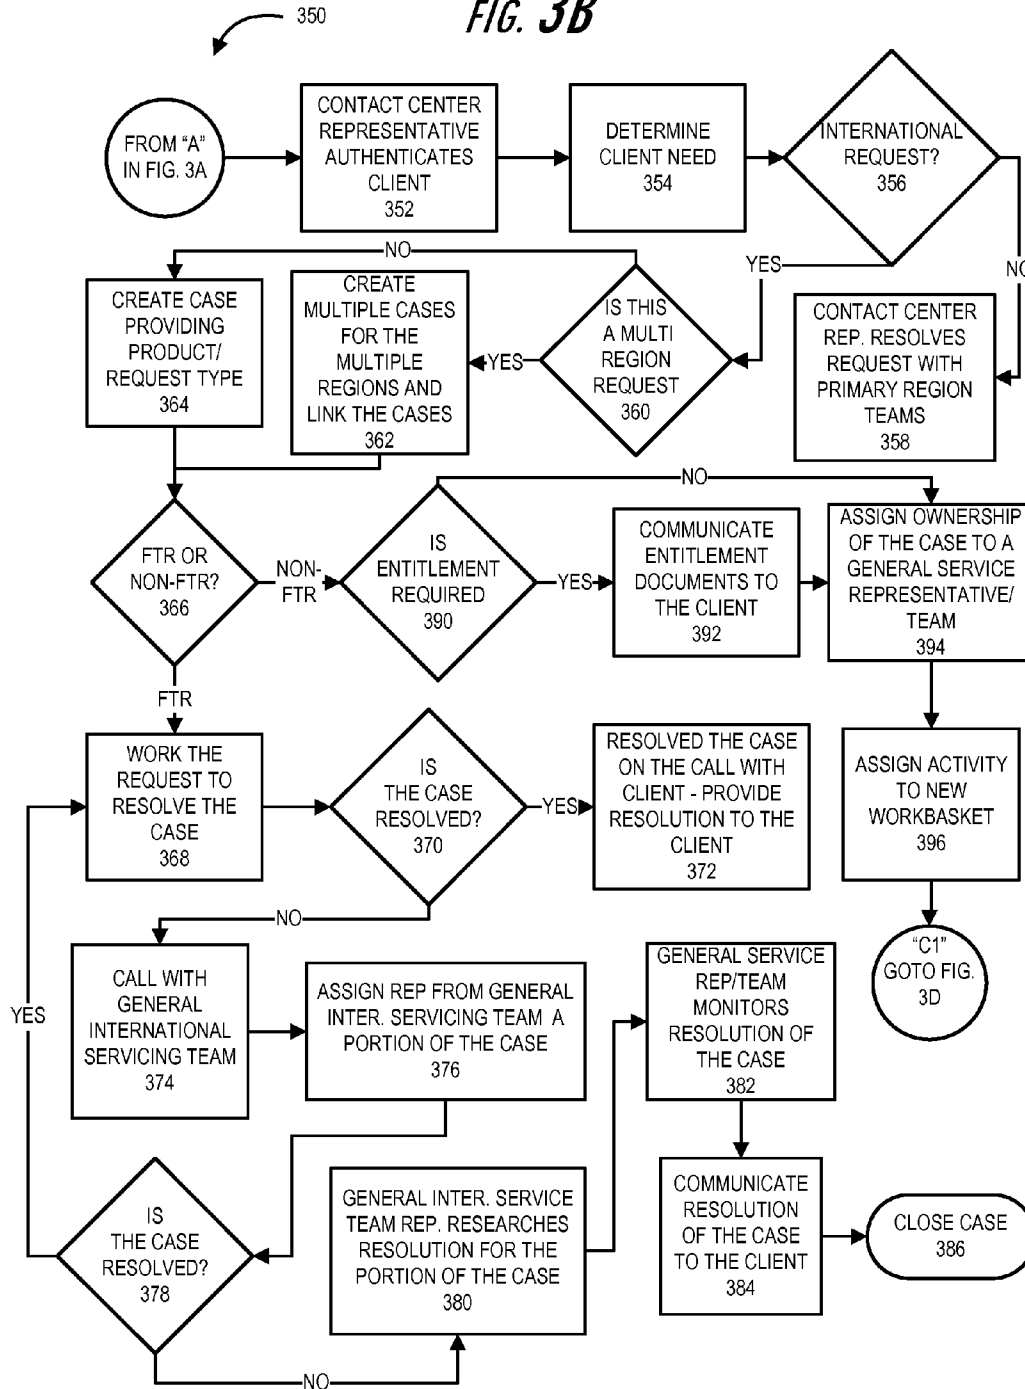 350
FIG. 3B
FROM "A"
IN FIG. 3A
CONTACT CENTER
REPRESENTATIVE
AUTHENTICATES
CLIENT
352
DETERMINE
CLIENT NEED
354
INTERNATIONAL
REQUEST?
356
NO
YES
NO
CREATE CASE
PROVIDING
PRODUCT/
REQUEST TYPE
364
CREATE
MULTIPLE CASES
FOR THE
MULTIPLE
REGIONS AND
LINK THE CASES
362
YES
IS THIS
A MULTI
REGION
REQUEST
360
CONTACT CENTER
REP. RESOLVES
REQUEST WITH
PRIMARY REGION
TEAMS
358
NO
FTR OR
NON-FTR?
366
NON-
FTR
IS
ENTITLEMENT
REQUIRED
390
YES
COMMUNICATE
ENTITLEMENT
DOCUMENTS TO
THE CLIENT
392
ASSIGN OWNERSHIP
OF THE CASE TO A
GENERAL SERVICE
REPRESENTATIVE/
TEAM
394
FTR
WORK THE
REQUEST TO
RESOLVE THE
CASE
368
IS
THE CASE
RESOLVED?
370
YES
RESOLVED THE CASE
ON THE CALL WITH
CLIENT - PROVIDE
RESOLUTION TO THE
CLIENT
372
ASSIGN ACTIVITY
TO NEW
WORKBASKET
396
NO
"C1"
GOTO FIG.
3D
YES
CALL WITH
GENERAL
INTERNATIONAL
SERVICING TEAM
374
ASSIGN REP FROM GENERAL
INTER. SERVICING TEAM A
PORTION OF THE CASE
376
GENERAL SERVICE
REP/TEAM
MONITORS
RESOLUTION OF
THE CASE
382
IS
THE CASE
RESOLVED?
378
GENERAL INTER. SERVICE
TEAM REP. RESEARCHES
RESOLUTION FOR THE
PORTION OF THE CASE
380
COMMUNICATE
RESOLUTION
OF THE CASE
TO THE CLIENT
384
CLOSE CASE
386
NO